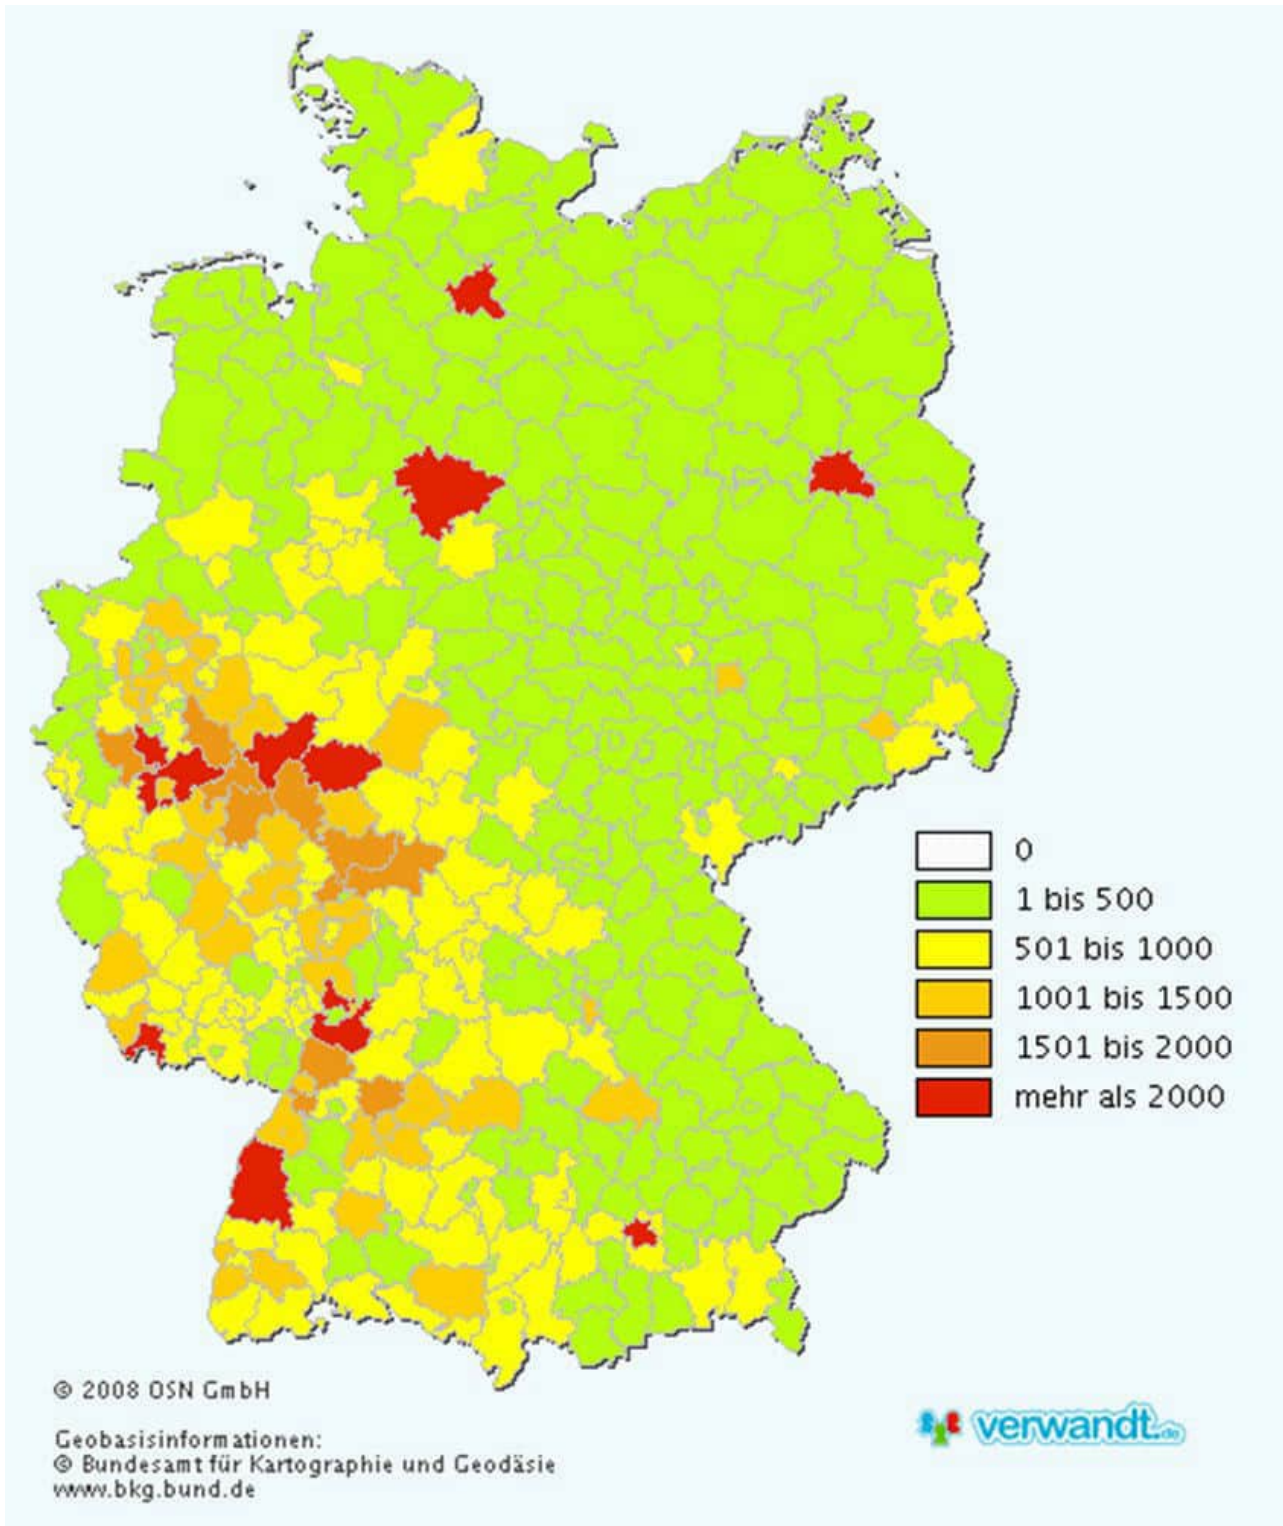 0
1 bis 500
501 bis 1000
1001 bis 1500
1501 bis 2000
mehr als 2000
© 2008 OSN GmbH
Geobasisinformationen:
© Bundesamt für Kartographie und Geodäsie
www.bkg.bund.de
verwandt.de